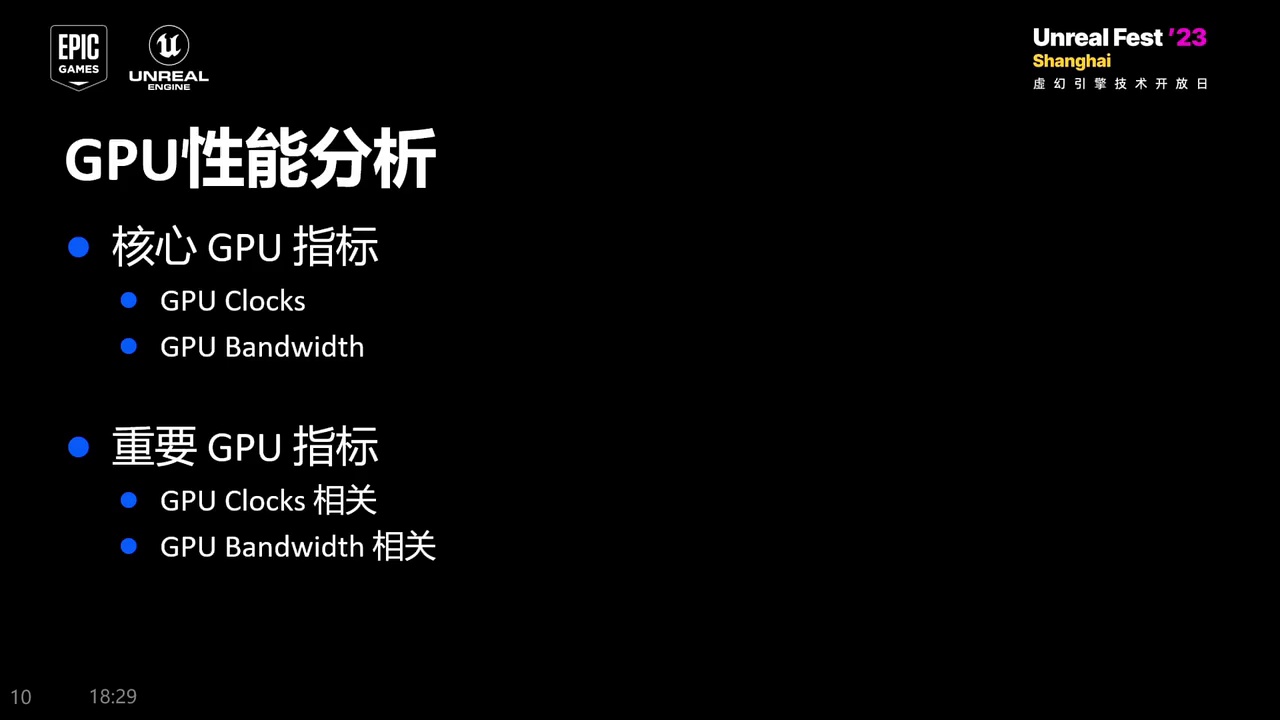 EPIC
GAMES
UNREAL
ENGINE
Unreal Fest '23
Shanghai
虚幻引擎技术开放日
GPU性能分析
核心 GPU 指标
GPU Clocks
GPU Bandwidth
重要 GPU 指标
GPU Clocks 相关
GPU Bandwidth 相关
10
18:29